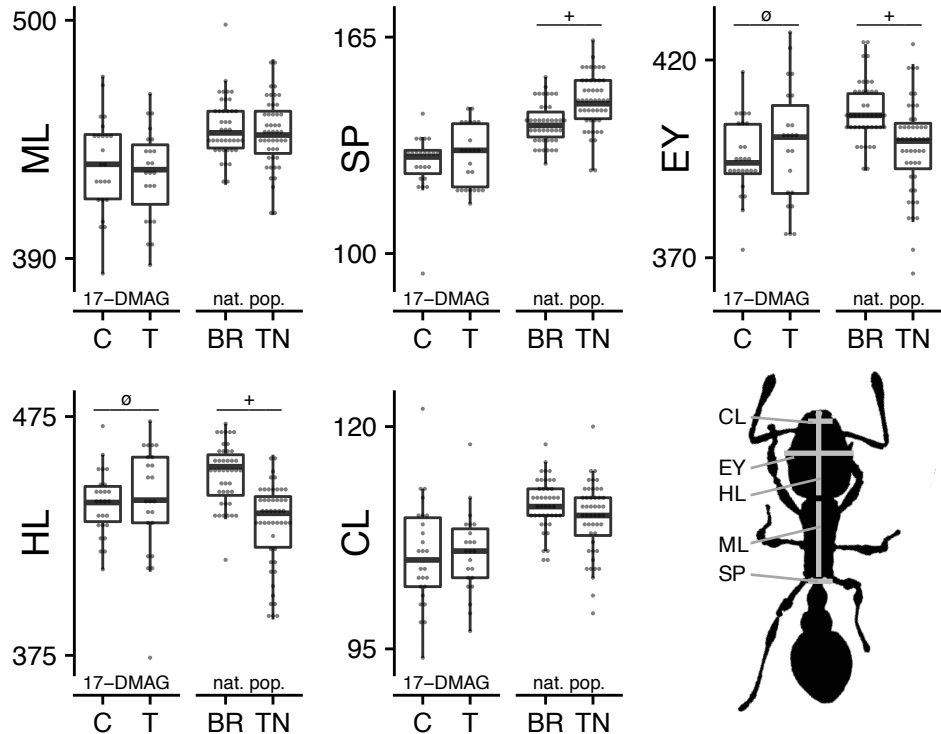 ML
500
390
17–DMAG
nat. pop.
C
T
BR
TN
SP
165
100
+
17–DMAG
nat. pop.
C
T
BR
TN
EY
420
370
ø
+
17–DMAG
nat. pop.
C
T
BR
TN
HL
475
375
ø
+
17–DMAG
nat. pop.
C
T
BR
TN
CL
120
95
17–DMAG
nat. pop.
C
T
BR
TN
CL
EY
HL
ML
SP